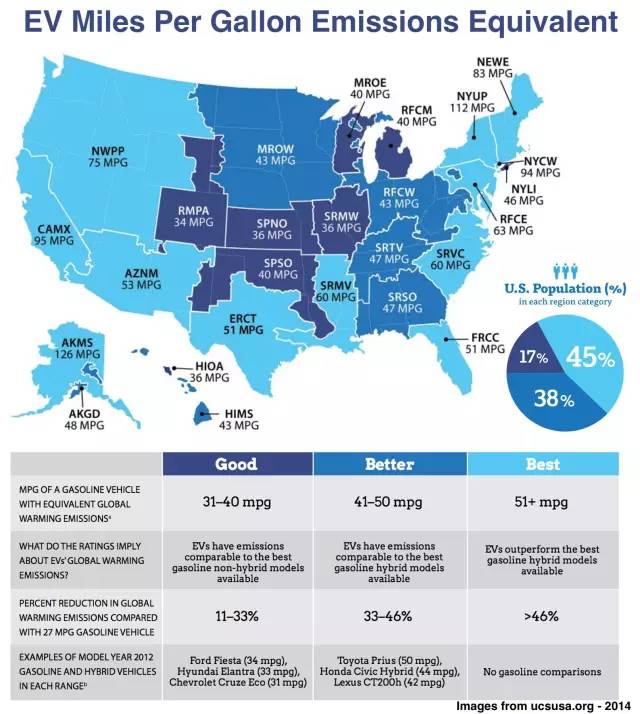 EV Miles Per Gallon Emissions Equivalent
NEWE
83 MPG
MROE
40 MPG
NYUP
112 MPG
RFCM
40 MPG
NWPP
75 MPG
MROW
43 MPG
NYCW
94 MPG
NYLI
46 MPG
RFCW
43 MPG
RMPA
34 MPG
SRMW
36 MPG
RFCE
63 MPG
SPNO
36 MPG
CAMX
95 MPG
SRTV
47 MPG
SRVC
60 MPG
SPSO
40 MPG
AZNM
53 MPG
SRMV
60 MPG
SRSO
47 MPG
U.S. Population (%)
in each region category
ERCT
51 MPG
FRCC
51 MPG
AKMS
126 MPG
17%
45%
38%
HIOA
36 MPG
AKGD
48 MPG
HIMS
43 MPG
Good
Better
Best
MPG OF A GASOLINE VEHICLE
WITH EQUIVALENT GLOBAL
WARMING EMISSIONSa
31–40 mpg
41–50 mpg
51+ mpg
WHAT DO THE RATINGS IMPLY
ABOUT EVs' GLOBAL WARMING
EMISSIONS?
EVs have emissions
comparable to the best
gasoline non-hybrid models
available
EVs have emissions
comparable to the best
gasoline hybrid models
available
EVs outperform the best
gasoline hybrid models
available
PERCENT REDUCTION IN GLOBAL
WARMING EMISSIONS COMPARED
WITH 27 MPG GASOLINE VEHICLE
11–33%
33–46%
>46%
EXAMPLES OF MODEL YEAR 2012
GASOLINE AND HYBRID VEHICLES
IN EACH RANGEb
Ford Fiesta (34 mpg),
Hyundai Elantra (33 mpg),
Chevrolet Cruze Eco (31 mpg)
Toyota Prius (50 mpg),
Honda Civic Hybrid (44 mpg),
Lexus CT200h (42 mpg)
No gasoline comparisons
Images from ucsusa.org - 2014